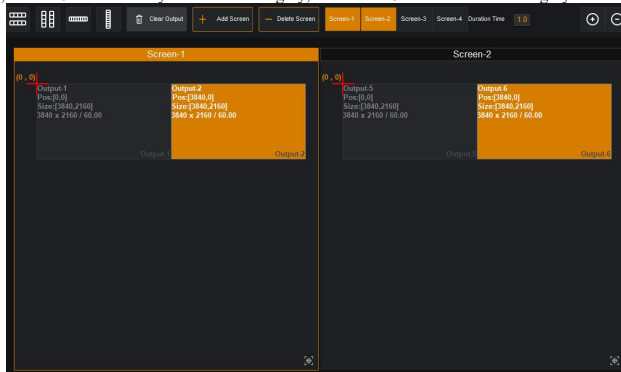 Clear Output + Add Screen — Delete Screen Screen-1 Screen-2 Screen-3 Screen-4 Duration Time 1.0
Screen-1 Screen-2
(0 , 0)
Output-1
Pos:[0,0]
Size:[3840,2160]
3840 x 2160 / 60.00
Output-1
Output-2
Pos:[3840,0]
Size:[3840,2160]
3840 x 2160 / 60.00
Output-2
(0 , 0)
Output-5
Pos:[0,0]
Size:[3840,2160]
3840 x 2160 / 60.00
Output-5
Output-6
Pos:[3840,0]
Size:[3840,2160]
3840 x 2160 / 60.00
Output-6